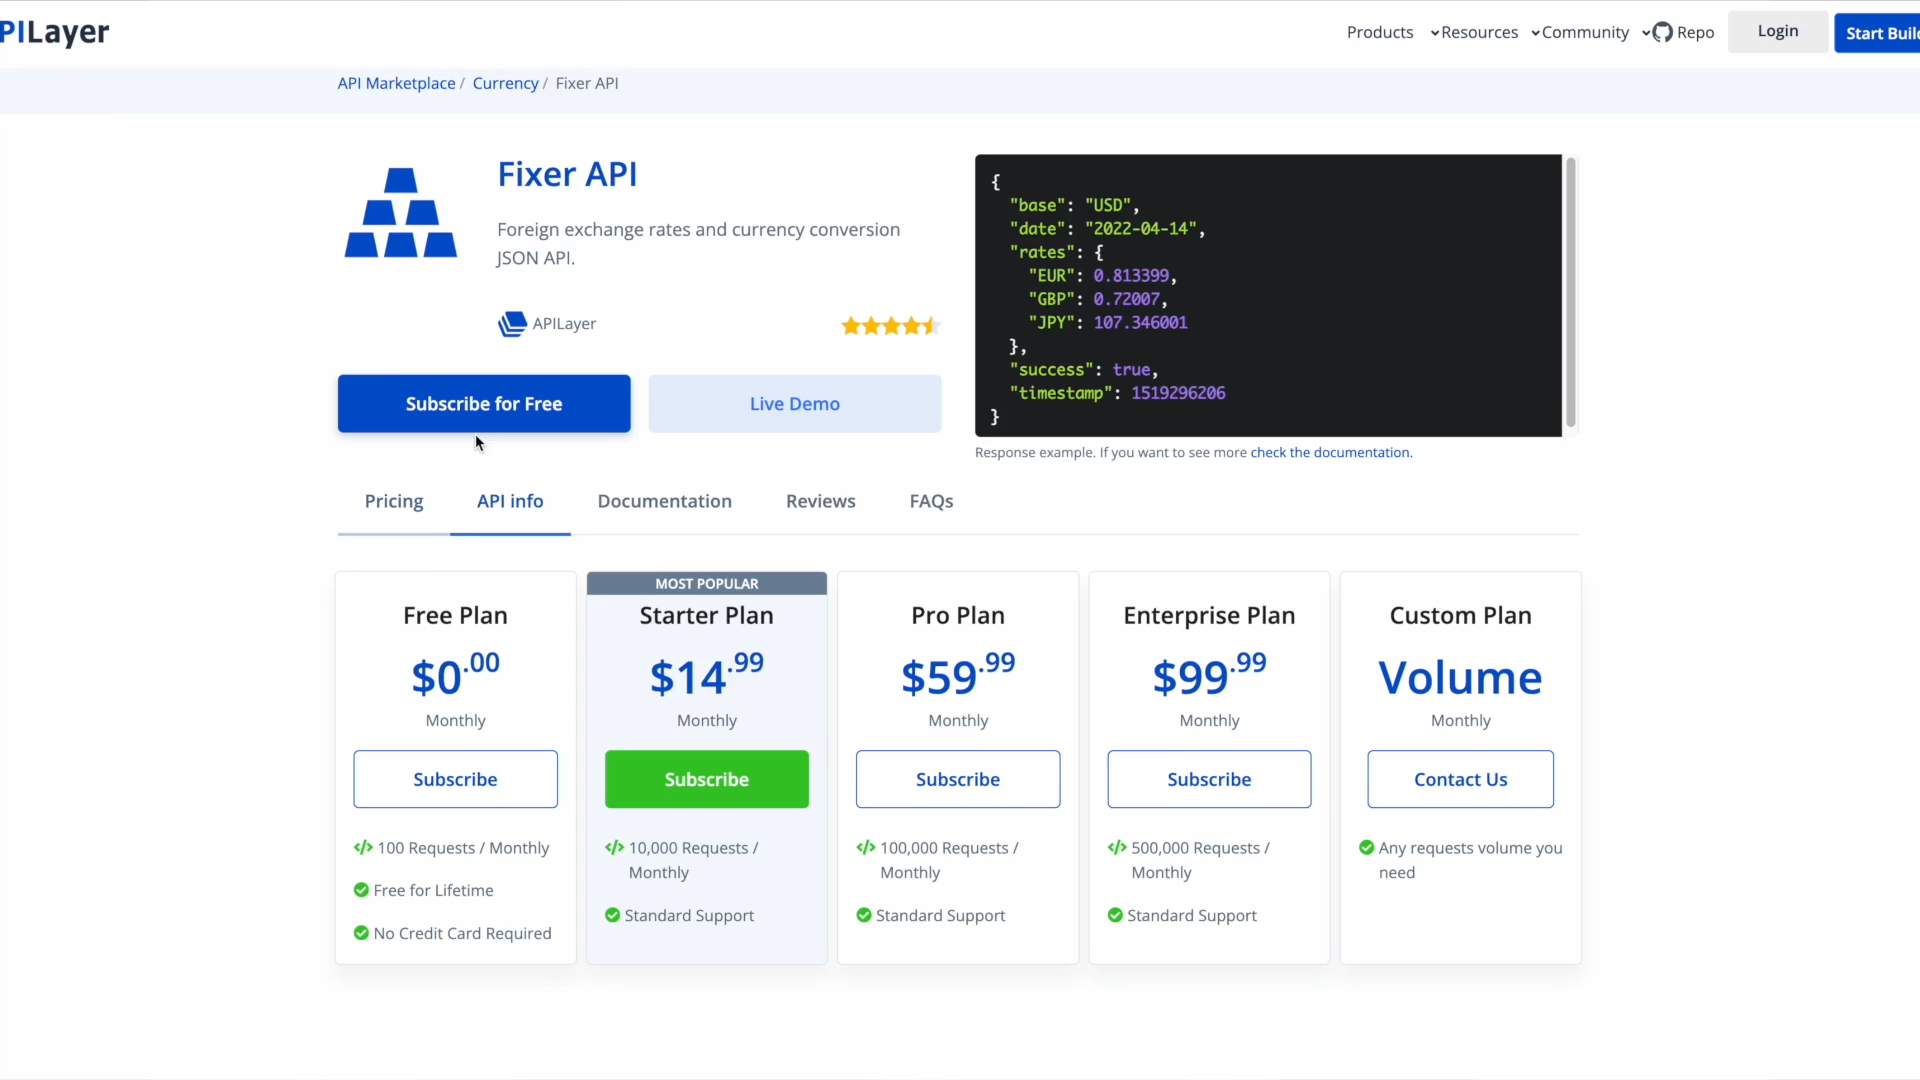 PILayer
Products
Resources
Community
Repo
Login
Start Buil
API Marketplace / Currency / Fixer API
Fixer API
Foreign exchange rates and currency conversion
JSON API.
APILayer
Subscribe for Free
Live Demo
{
"base": "USD",
"date": "2022-04-14",
"rates": {
"EUR": 0.813399,
"GBP": 0.72007,
"JPY": 107.346001
},
"success": true,
"timestamp": 1519296206
}
Response example. If you want to see more check the documentation.
Pricing
API info
Documentation
Reviews
FAQs
Free Plan
$0.00
Monthly
Subscribe
</> 100 Requests / Monthly
Free for Lifetime
No Credit Card Required
MOST POPULAR
Starter Plan
$14.99
Monthly
Subscribe
</> 10,000 Requests /
Monthly
Standard Support
Pro Plan
$59.99
Monthly
Subscribe
</> 100,000 Requests /
Monthly
Standard Support
Enterprise Plan
$99.99
Monthly
Subscribe
</> 500,000 Requests /
Monthly
Standard Support
Custom Plan
Volume
Monthly
Contact Us
Any requests volume you
need